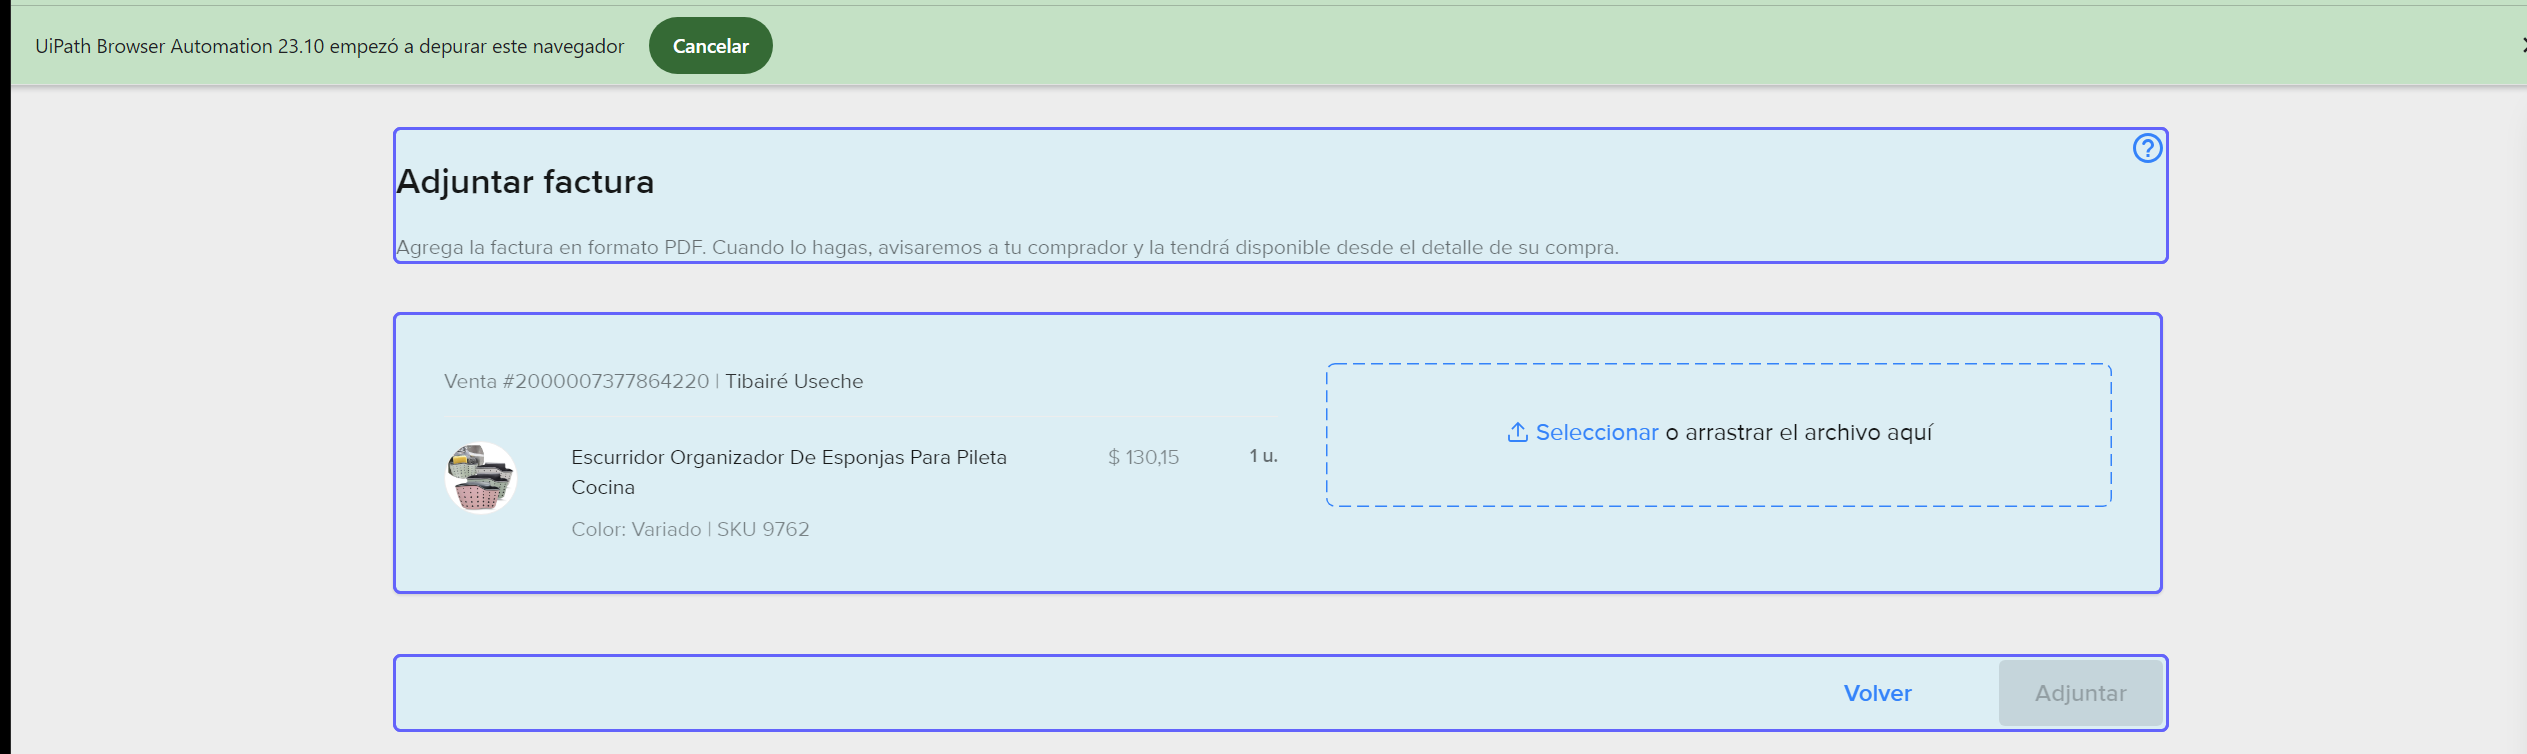 UiPath Browser Automation 23.10 empezó a depurar este navegador
Cancelar
Adjuntar factura
Agrega la factura en formato PDF. Cuando lo hagas, avisaremos a tu comprador y la tendrá disponible desde el detalle de su compra.
Venta #2000007377864220 | Tibairé Useche
Escurridor Organizador De Esponjas Para Pileta
Cocina
$ 130,15
1 u.
Color: Variado | SKU 9762
Seleccionar o arrastrar el archivo aquí
Volver
Adjuntar